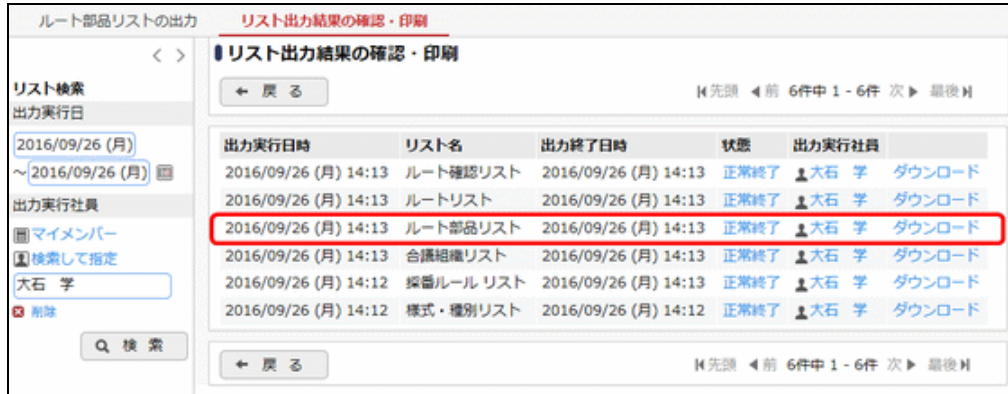 ルート部品リストの出力 リスト出力結果の確認・印刷
リスト検索
出力実行日
2016/09/26 (月)
～2016/09/26 (月)
出力実行社員
マイメンバー
検索して指定
大石 学
削除
検 索
リスト出力結果の確認・印刷
戻 る 先頭 前 6件中 1 - 6件 次 最後
出力実行日時 リスト名 出力終了日時 状態 出力実行社員
2016/09/26 (月) 14:13 ルート確認リスト 2016/09/26 (月) 14:13 正常終了 大石 学 ダウンロード
2016/09/26 (月) 14:13 ルートリスト 2016/09/26 (月) 14:13 正常終了 大石 学 ダウンロード
2016/09/26 (月) 14:13 ルート部品リスト 2016/09/26 (月) 14:13 正常終了 大石 学 ダウンロード
2016/09/26 (月) 14:13 合議組織リスト 2016/09/26 (月) 14:13 正常終了 大石 学 ダウンロード
2016/09/26 (月) 14:12 採番ルール リスト 2016/09/26 (月) 14:12 正常終了 大石 学 ダウンロード
2016/09/26 (月) 14:12 様式・種別リスト 2016/09/26 (月) 14:12 正常終了 大石 学 ダウンロード
戻 る 先頭 前 6件中 1 - 6件 次 最後